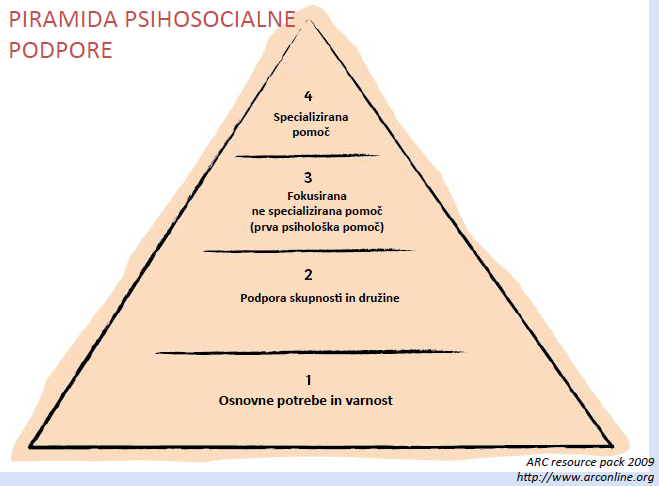 PIRAMIDA PSIHOSOCIALNE
PODPORE
4
Specializirana
pomoč
3
Fokusirana
ne specializirana pomoč
(prva psihološka pomoč)
2
Podpora skupnosti in družine
1
Osnovne potrebe in varnost
ARC resource pack 2009
http://www.arconline.org